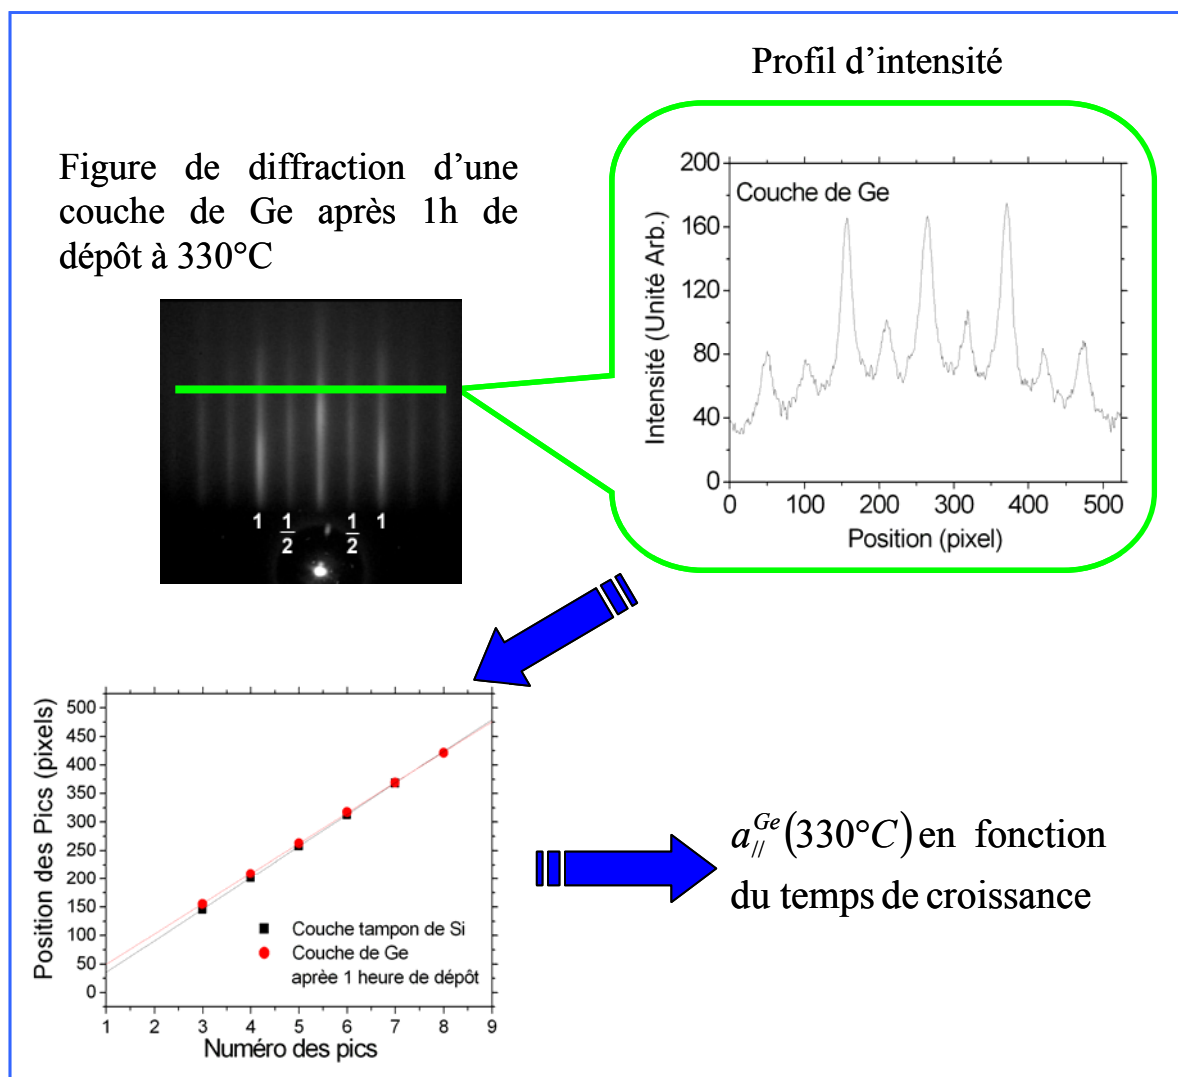 Profil d'intensité
Figure de diffraction d'une
couche de Ge après 1h de
dépôt à 330°C
1 1/2 1/2 1
Couche de Ge
Intensité (Unité Arb.)
200
160
120
80
40
0
0 100 200 300 400 500
Position (pixel)
Position des Pics (pixels)
500
450
400
350
300
250
200
150
100
50
0
Couche tampon de Si
Couche de Ge
aprèe 1 heure de dépôt
1 2 3 4 5 6 7 8 9
Numéro des pics
a_{//}^{Ge}(330°C) en fonction
du temps de croissance